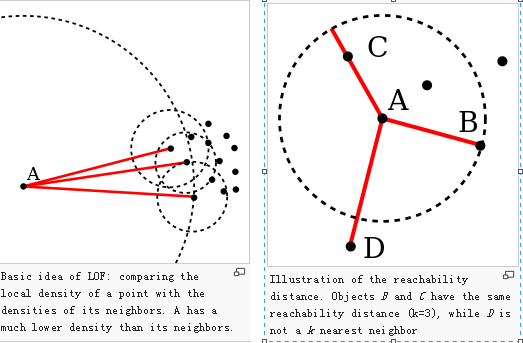 A
Basic idea of LOF: comparing the
local density of a point with the
densities of its neighbors. A has a
much lower density than its neighbors.
C
A
B
D
Illustration of the reachability
distance. Objects B and C have the same
reachability distance (k=3), while D is
not a k nearest neighbor